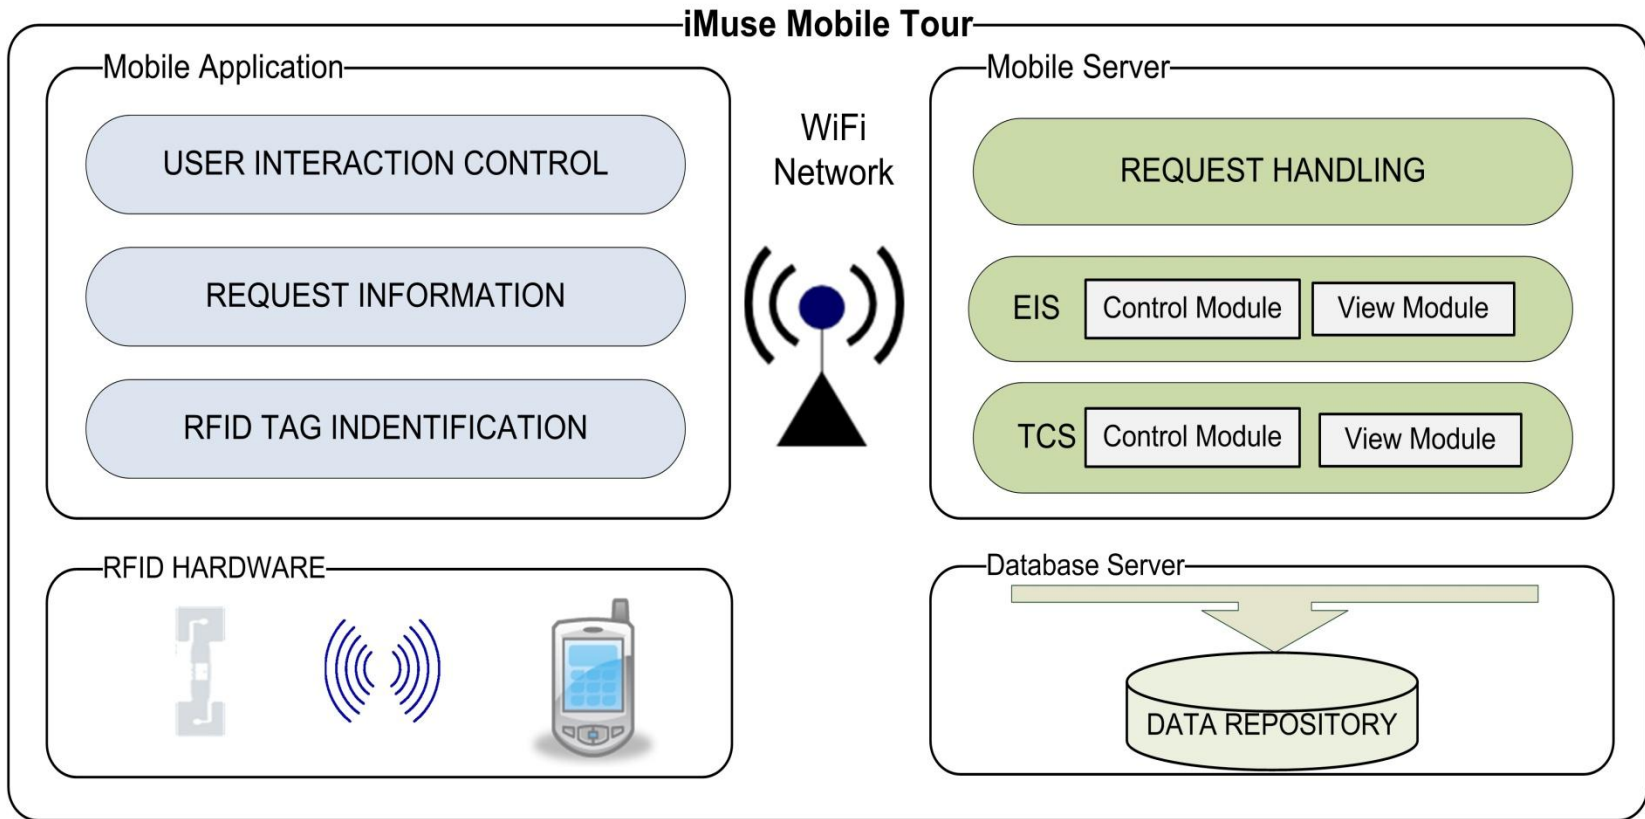 iMuse Mobile Tour
Mobile Application
USER INTERACTION CONTROL
REQUEST INFORMATION
RFID TAG INDENTIFICATION
WiFi
Network
Mobile Server
REQUEST HANDLING
EIS Control Module View Module
TCS Control Module View Module
RFID HARDWARE
Database Server
DATA REPOSITORY